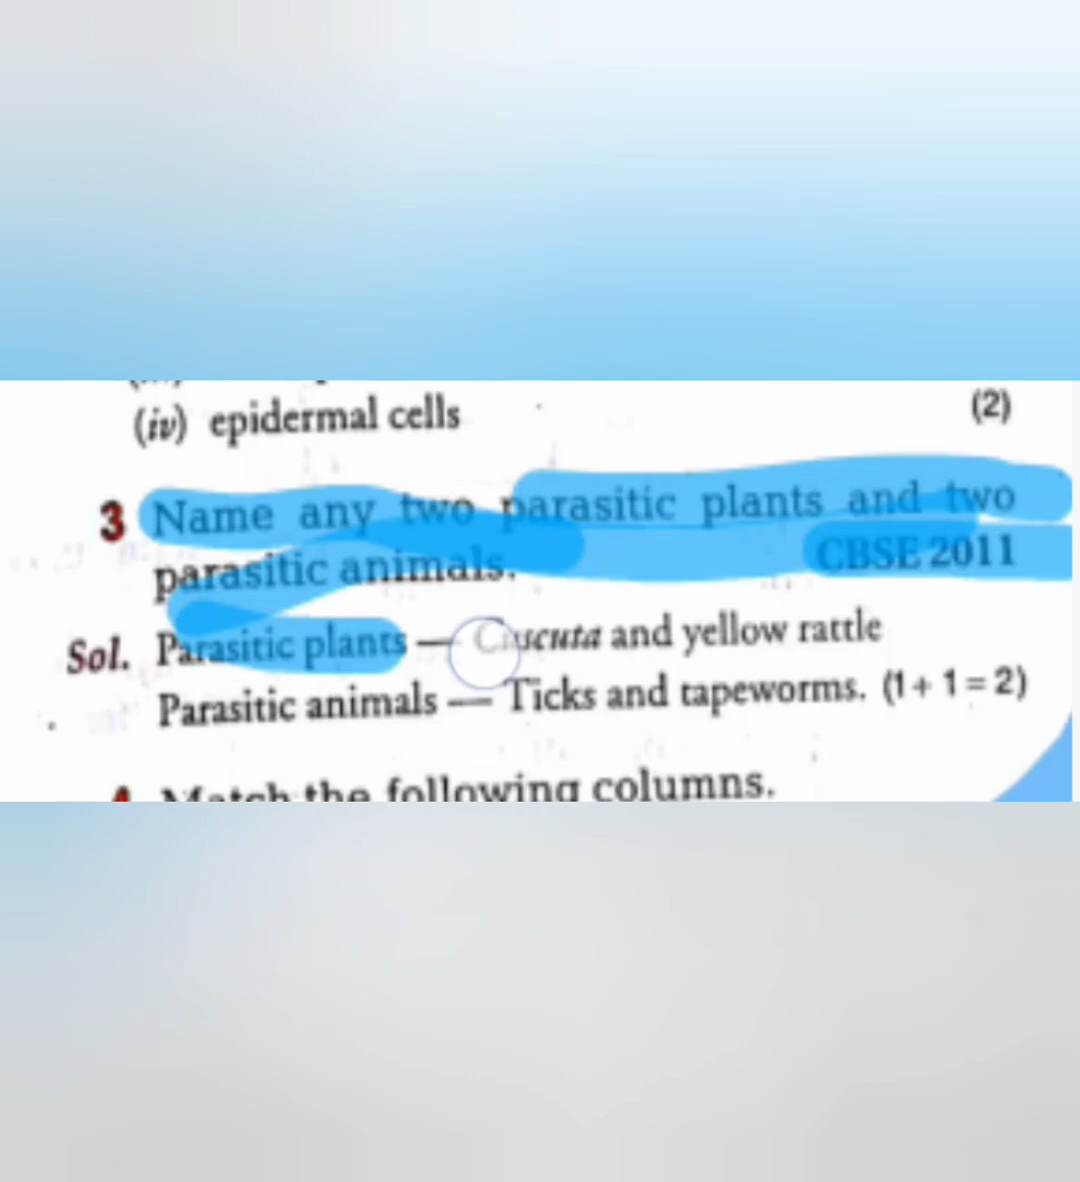 (iv) epidermal cells (2)
3 Name any two parasitic plants and two
parasitic animals. CBSE 2011
Sol. Parasitic plants — Cuscuta and yellow rattle
Parasitic animals — Ticks and tapeworms. (1 + 1 = 2)
4 Match the following columns.